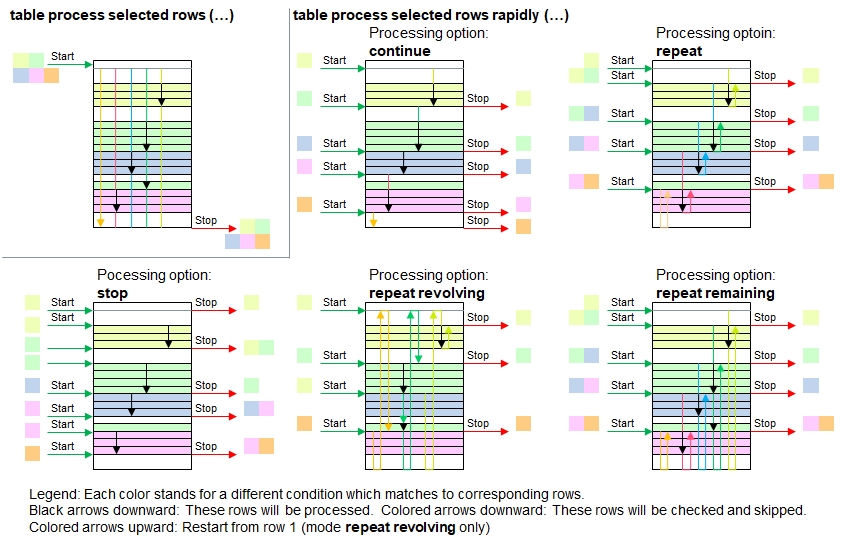 table process selected rows (…)
table process selected rows rapidly (…)
Processing option:
continue
Processing optoin:
repeat
Start
Stop
Start
Stop
Start
Stop
Start
Stop
Start
Stop
Start
Stop
Start
Start
Stop
Start
Stop
Start
Stop
Start
Stop
Pocessing option:
stop
Processing option:
repeat revolving
Processing option:
repeat remaining
Start
Stop
Start
Stop
Start
Stop
Start
Stop
Start
Stop
Start
Stop
Start
Stop
Start
Stop
Start
Stop
Start
Stop
Start
Stop
Start
Stop
Start
Stop
Legend: Each color stands for a different condition which matches to corresponding rows.
Black arrows downward: These rows will be processed. Colored arrows downward: These rows will be checked and skipped.
Colored arrows upward: Restart from row 1 (mode repeat revolving only)